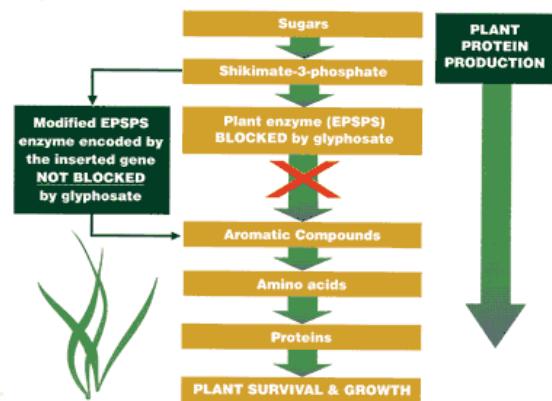 Sugars
Shikimate-3-phosphate
Plant enzyme (EPSPS)
BLOCKED by glyphosate
Modified EPSPS
enzyme encoded by
the inserted gene
NOT BLOCKED
by glyphosate
Aromatic Compounds
Amino acids
Proteins
PLANT SURVIVAL & GROWTH
PLANT
PROTEIN
PRODUCTION